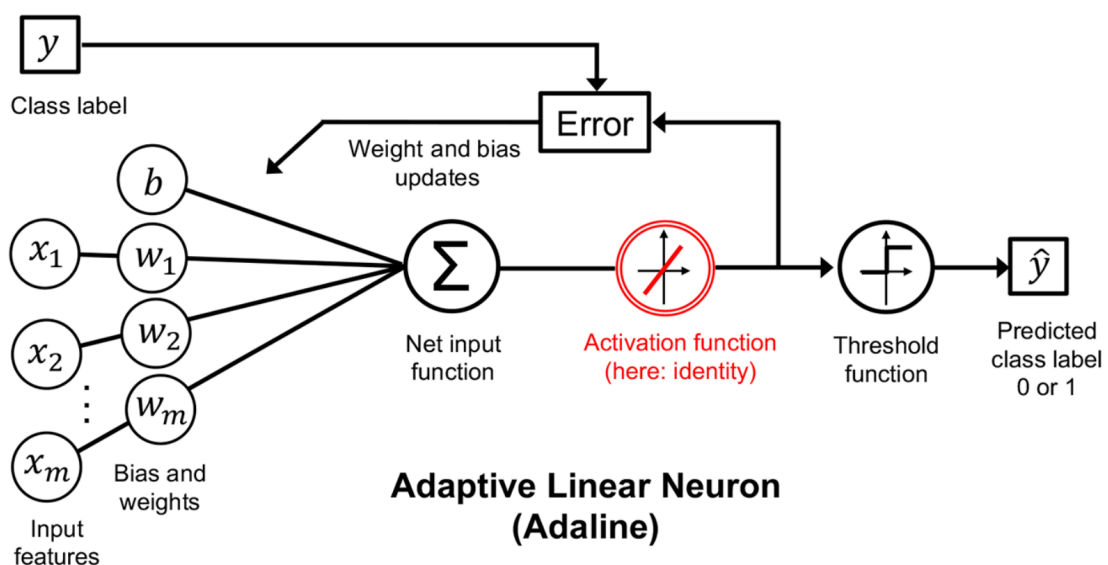 y
Class label
Error
Weight and bias
updates
b
x₁
w₁
x₂
w₂
⋮
wₘ
xₘ
Bias and
weights
Input
features
Σ
Net input
function
Activation function
(here: identity)
Threshold
function
ŷ
Predicted
class label
0 or 1
Adaptive Linear Neuron
(Adaline)